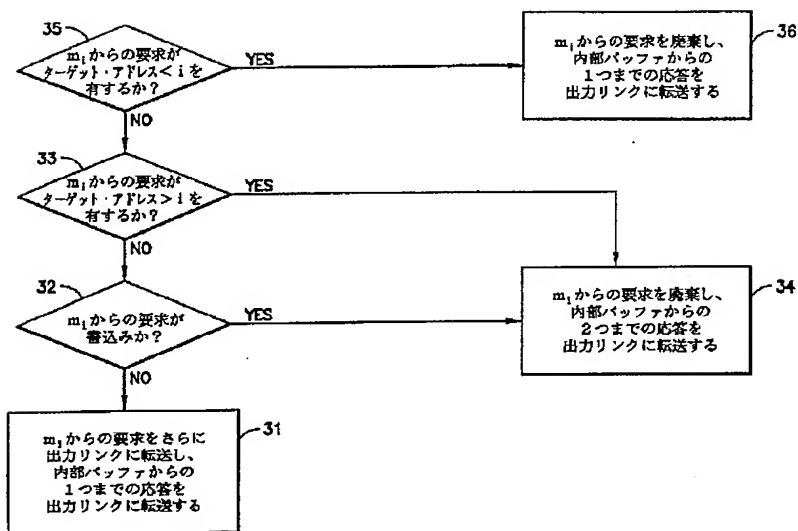 35
m₁からの要求が
ターゲット・アドレス<iを
有するか?
YES
36
m₁からの要求を廃棄し、
内部バッファからの
1つまでの応答を
出力リンクに転送する
NO
33
m₁からの要求が
ターゲット・アドレス>iを
有するか?
YES
NO
32
m₁からの要求が
書込みか?
YES
34
m₁からの要求を廃棄し、
内部バッファからの
2つまでの応答を
出力リンクに転送する
NO
31
m₁からの要求をさらに
出力リンクに転送し、
内部バッファからの
1つまでの応答を
出力リンクに転送する